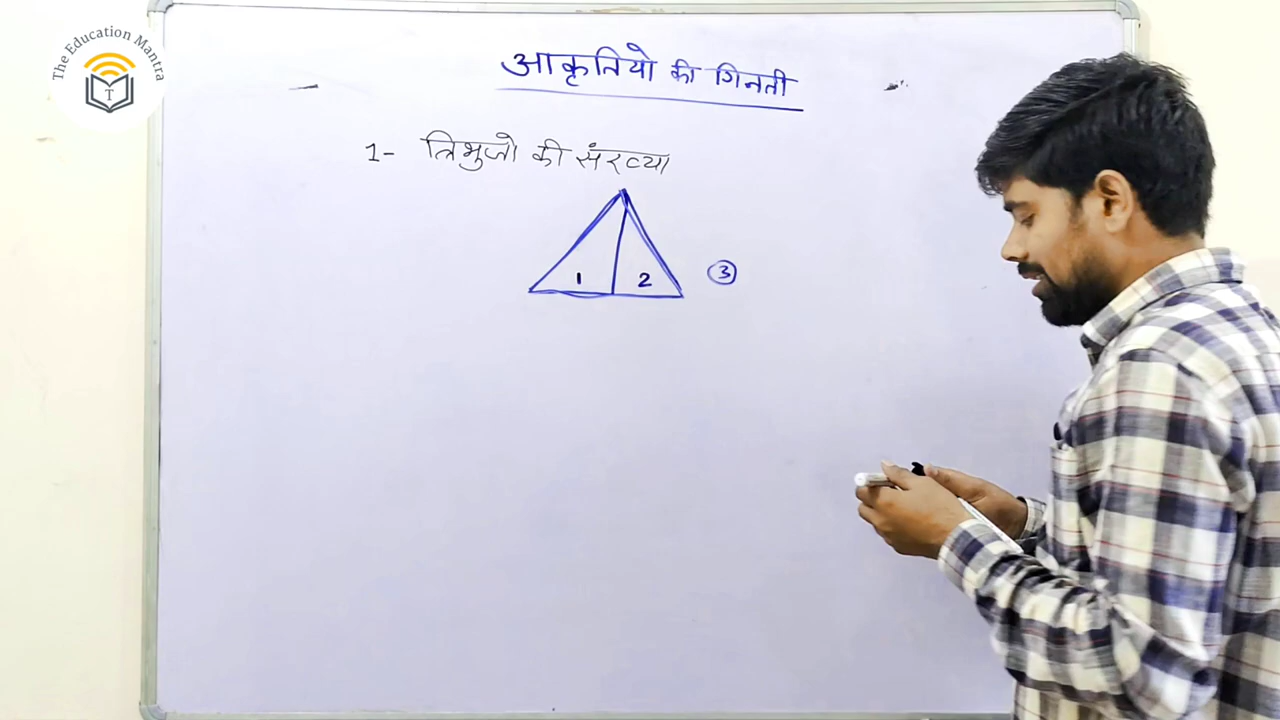 The Education Mantra
T
आकृतियो की गिनती
1- त्रिभुजो की संख्या
1 2
3